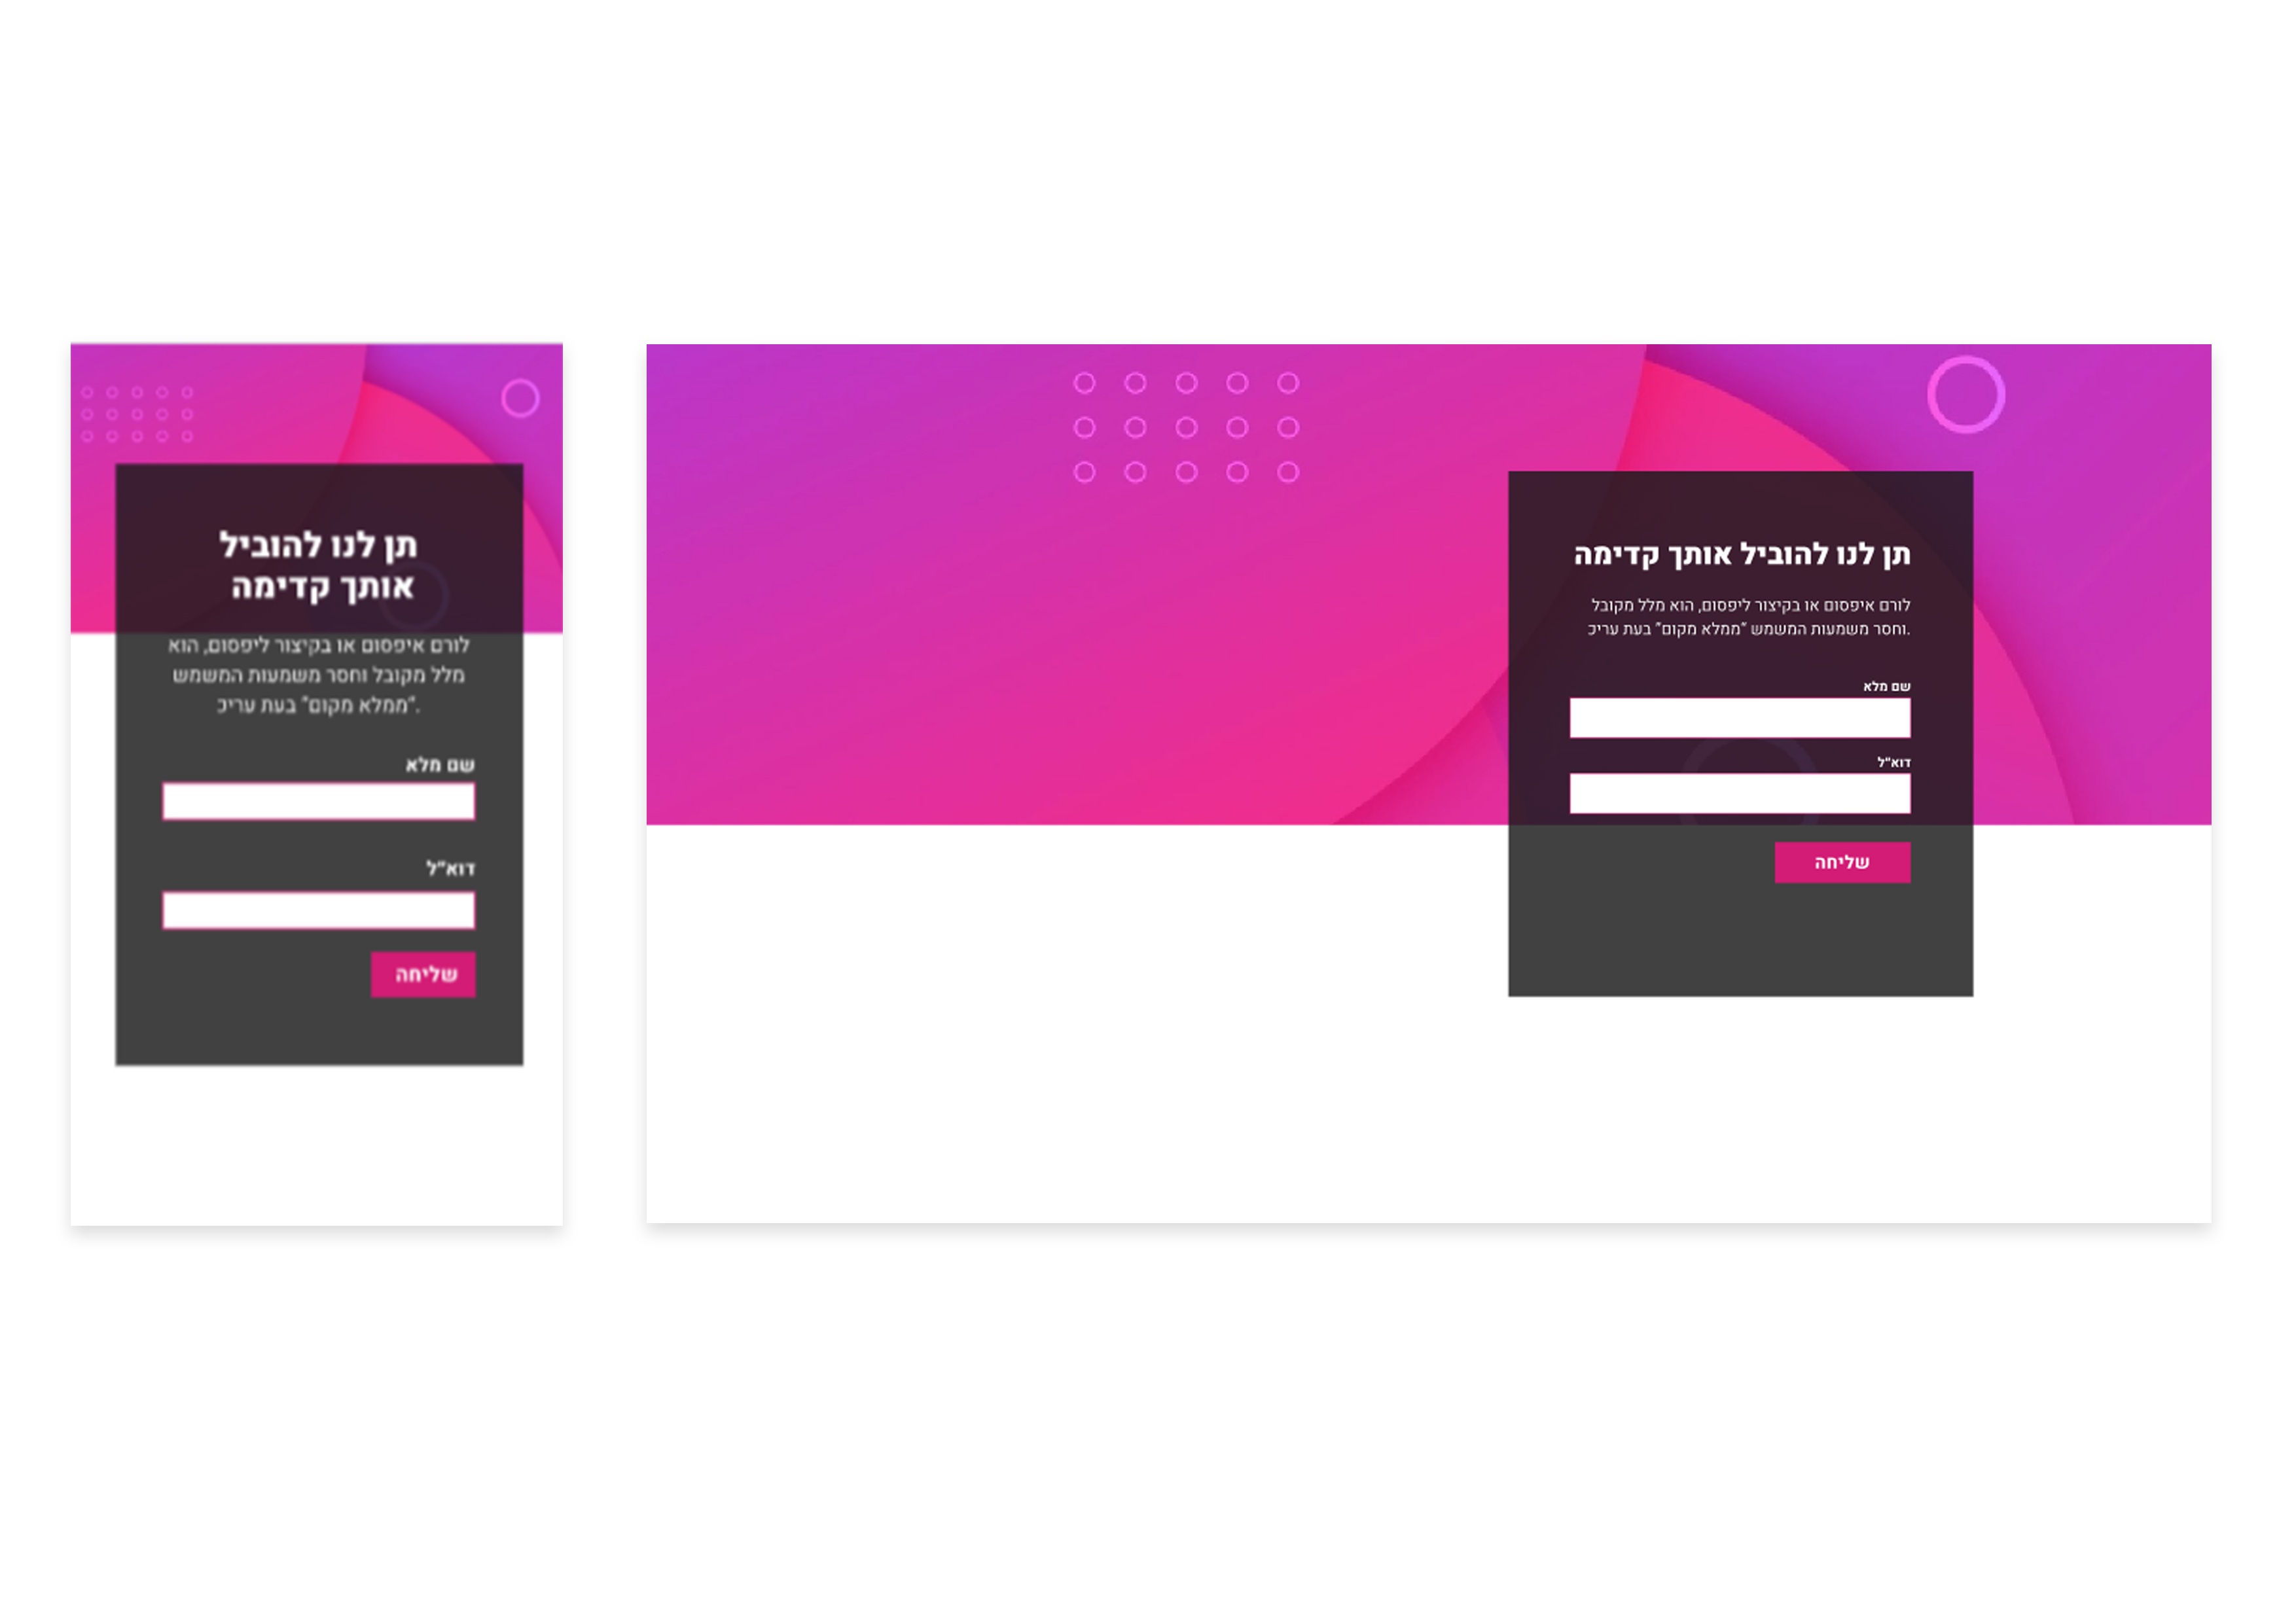 תן לנו להוביל
אותך קדימה
לורם איפסום או בקיצור ליפסום, הוא
מלל מקובל וחסר משמעות המשמש
"ממלא מקום" בעת עריכ.
שם מלא
דוא"ל
שליחה
תן לנו להוביל אותך קדימה
לורם איפסום או בקיצור ליפסום, הוא מלל מקובל
.וחסר משמעות המשמש "ממלא מקום" בעת עריכ
שם מלא
דוא"ל
שליחה